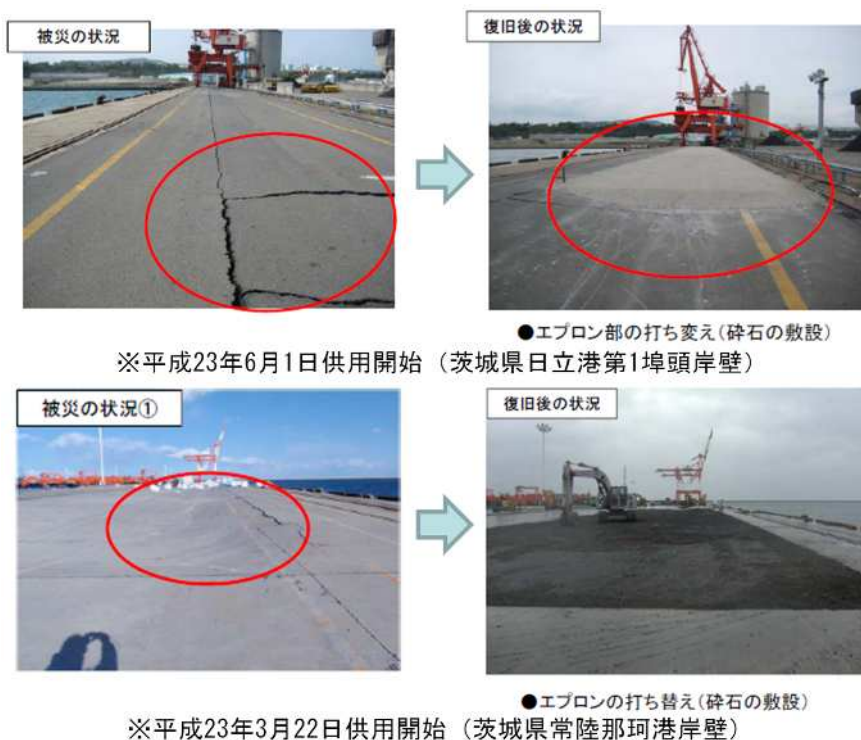 被災の状況
復旧後の状況
●エプロン部の打ち変え(砕石の敷設)
※平成23年6月1日供用開始（茨城県日立港第1埠頭岸壁）
被災の状況①
復旧後の状況
●エプロンの打ち替え(砕石の敷設)
※平成23年3月22日供用開始（茨城県常陸那珂港岸壁）